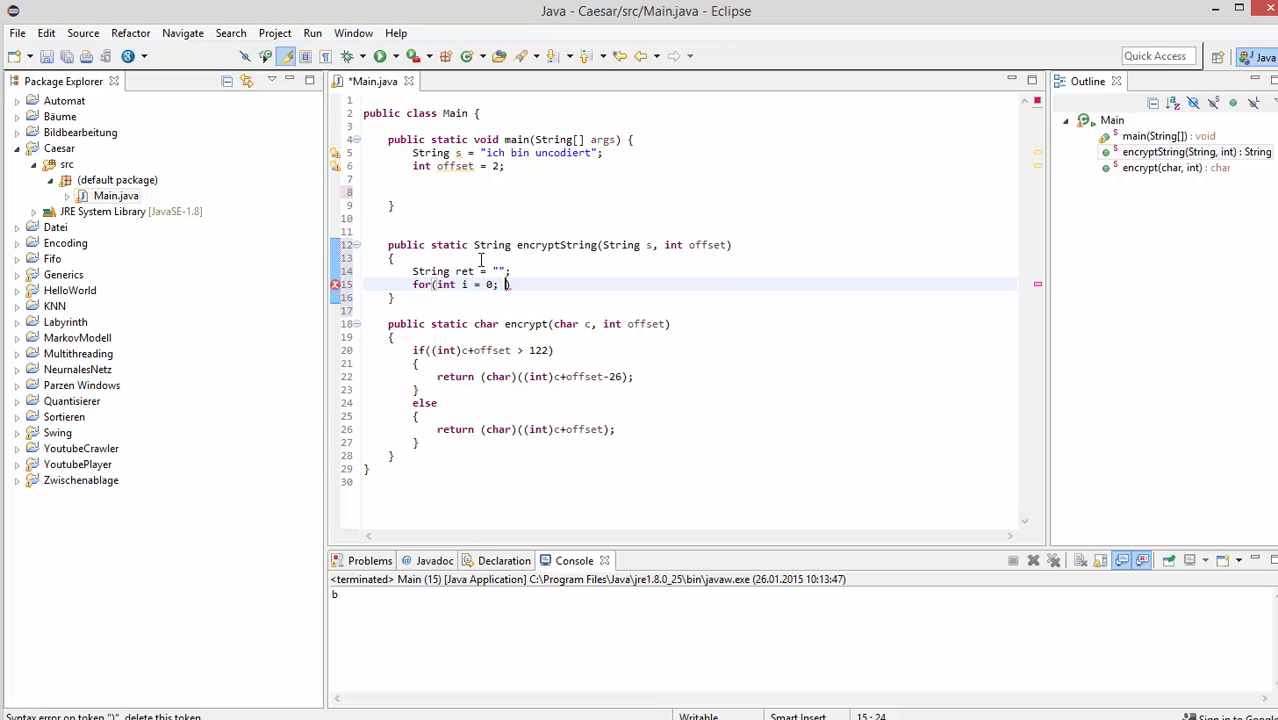 Java - Caesar/src/Main.java - Eclipse
File Edit Source Refactor Navigate Search Project Run Window Help
Quick Access
Java
Package Explorer
*Main.java
Outline
Automat
Bäume
Bildbearbeitung
Caesar
src
(default package)
Main.java
JRE System Library [JavaSE-1.8]
Datei
Encoding
Fifo
Generics
HelloWorld
KNN
Labyrinth
MarkovModell
Multithreading
NeurnalesNetz
Parzen Windows
Quantisierer
Sortieren
Swing
YoutubeCrawler
YoutubePlayer
Zwischenablage
1
2 public class Main {
3
4 public static void main(String[] args) {
5 String s = "ich bin uncodiert";
6 int offset = 2;
7
8
9 }
10
11
12 public static String encryptString(String s, int offset)
13 {
14 String ret = "";
15 for(int i = 0; )
16 }
17
18 public static char encrypt(char c, int offset)
19 {
20 if((int)c+offset > 122)
21 {
22 return (char)((int)c+offset-26);
23 }
24 else
25 {
26 return (char)((int)c+offset);
27 }
28 }
29 }
30
Main
main(String[]) : void
encryptString(String, int) : String
encrypt(char, int) : char
Problems Javadoc Declaration Console
<terminated> Main (15) [Java Application] C:\Program Files\Java\jre1.8.0_25\bin\javaw.exe (26.01.2015 10:13:47)
b
Syntax error on token ")", delete this token
Writable Smart Insert 15 : 24 Sign in to Google